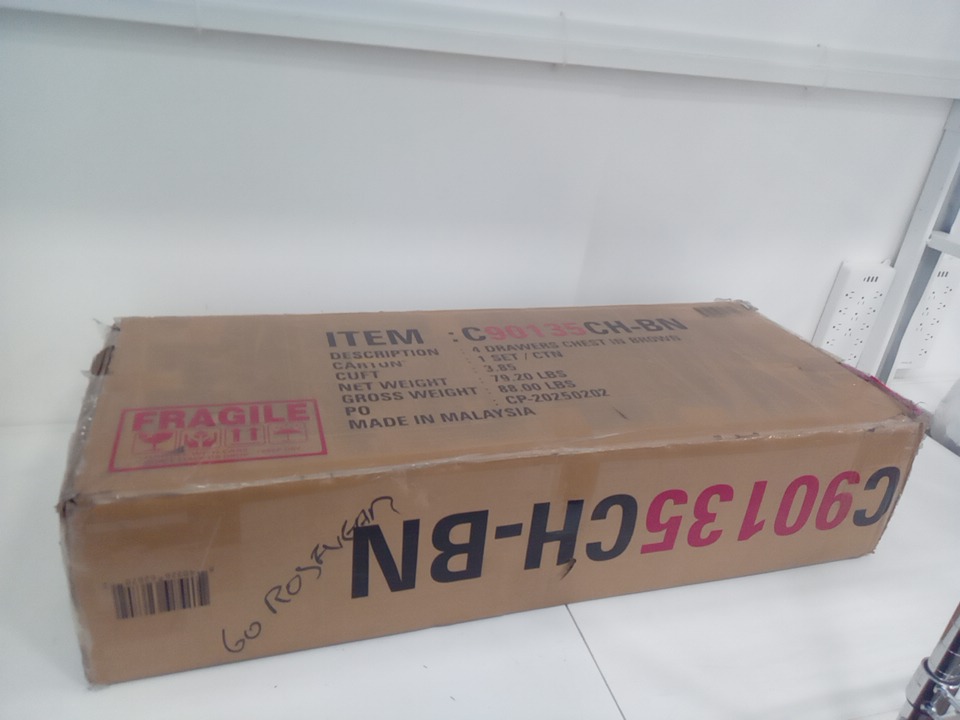 ITEM : C90135CH-BN
DESCRIPTION : 4 DRAWERS CHEST IN BROWN
CARTON : 1 SET / CTN
CUFT : 3.85
NET WEIGHT : 79.20 LBS
GROSS WEIGHT : 88.00 LBS
PO : CP-20250202
MADE IN MALAYSIA
FRAGILE
C90135CH-BN
GO